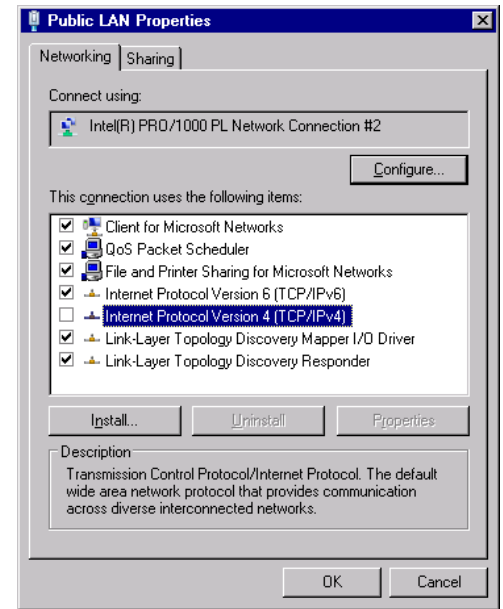 Public LAN Properties
Networking
Sharing
Connect using:
Intel(R) PRO/1000 PL Network Connection #2
Configure...
This connection uses the following items:
Client for Microsoft Networks
QoS Packet Scheduler
File and Printer Sharing for Microsoft Networks
Internet Protocol Version 6 (TCP/IPv6)
Internet Protocol Version 4 (TCP/IPv4)
Link-Layer Topology Discovery Mapper I/O Driver
Link-Layer Topology Discovery Responder
Install...
Uninstall
Properties
Description
Transmission Control Protocol/Internet Protocol. The default
wide area network protocol that provides communication
across diverse interconnected networks.
OK
Cancel